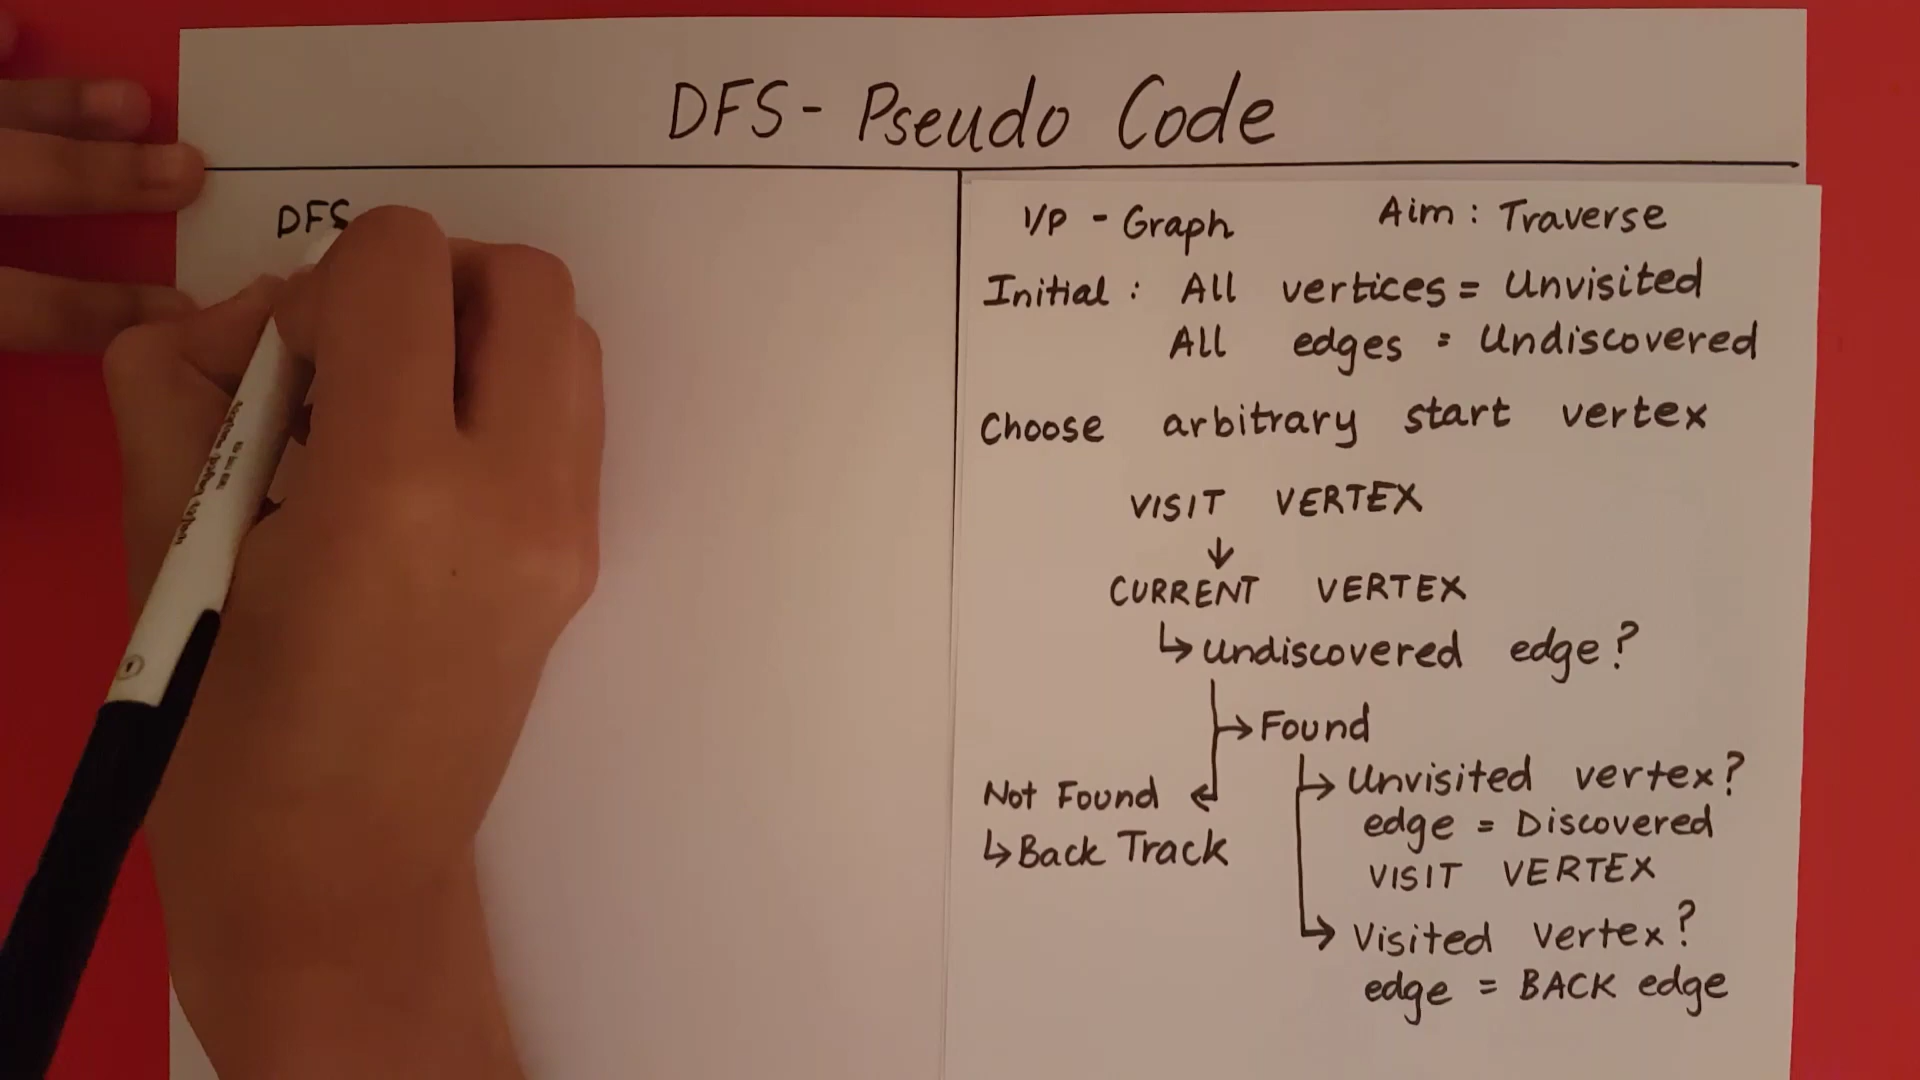 DFS - Pseudo Code
DFS
I/P - Graph Aim : Traverse
Initial : All vertices = Unvisited
All edges = Undiscovered
Choose arbitrary start vertex
VISIT VERTEX
↓
CURRENT VERTEX
↳ undiscovered edge?
→ Found
Not Found ↵
↳ Back Track
→ Unvisited vertex?
edge = Discovered
VISIT VERTEX
→ Visited Vertex?
edge = BACK edge